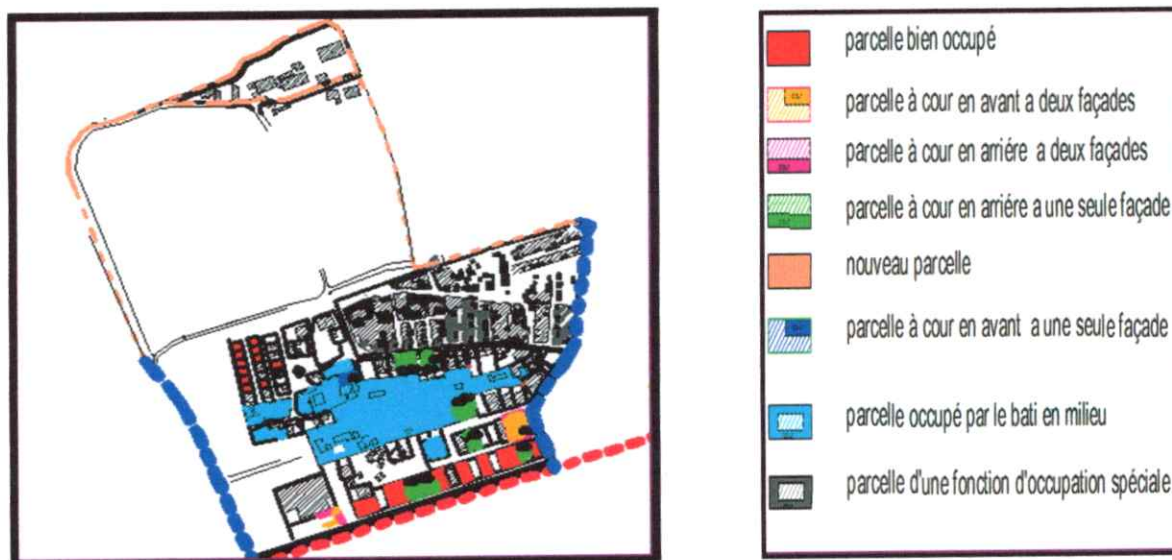 parcelle bien occupé
parcelle à cour en avant a deux façades
parcelle à cour en arriére a deux façades
parcelle à cour en arriére a une seule façade
nouveau parcelle
parcelle à cour en avant a une seule façade
parcelle occupé par le bati en milieu
parcelle d'une fonction d'occupation spéciale